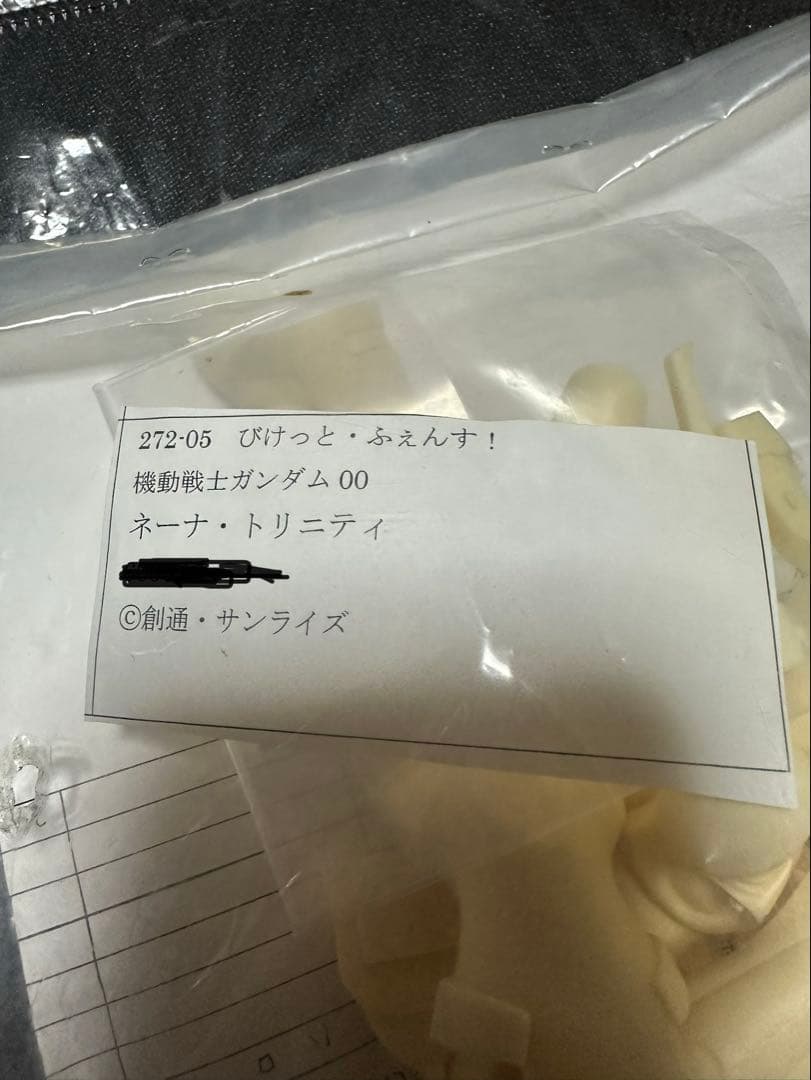 272-05 びけっと・ふぇんす！
機動戦士ガンダム 00
ネーナ・トリニティ
©創通・サンライズ